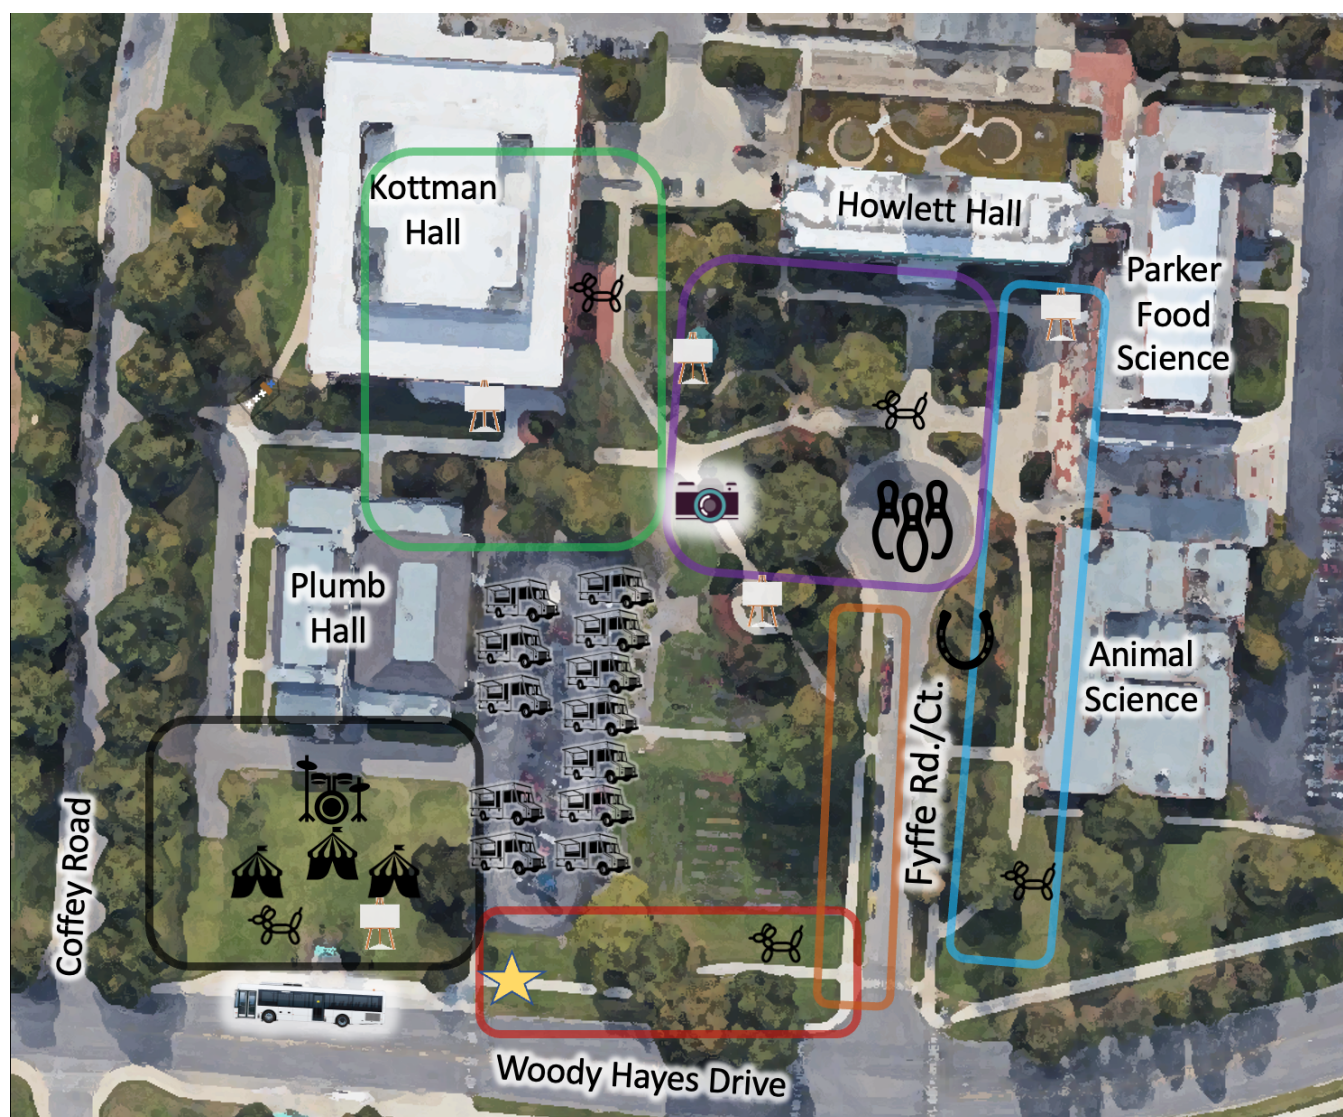 Kottman
Hall
Howlett Hall
Parker
Food
Science
Plumb
Hall
Animal
Science
Fyffe Rd./Ct.
Coffey Road
Woody Hayes Drive